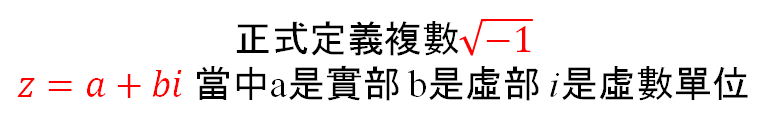 正式定義複數√−1
z = a + bi 當中a是實部 b是虛部 i是虛數單位